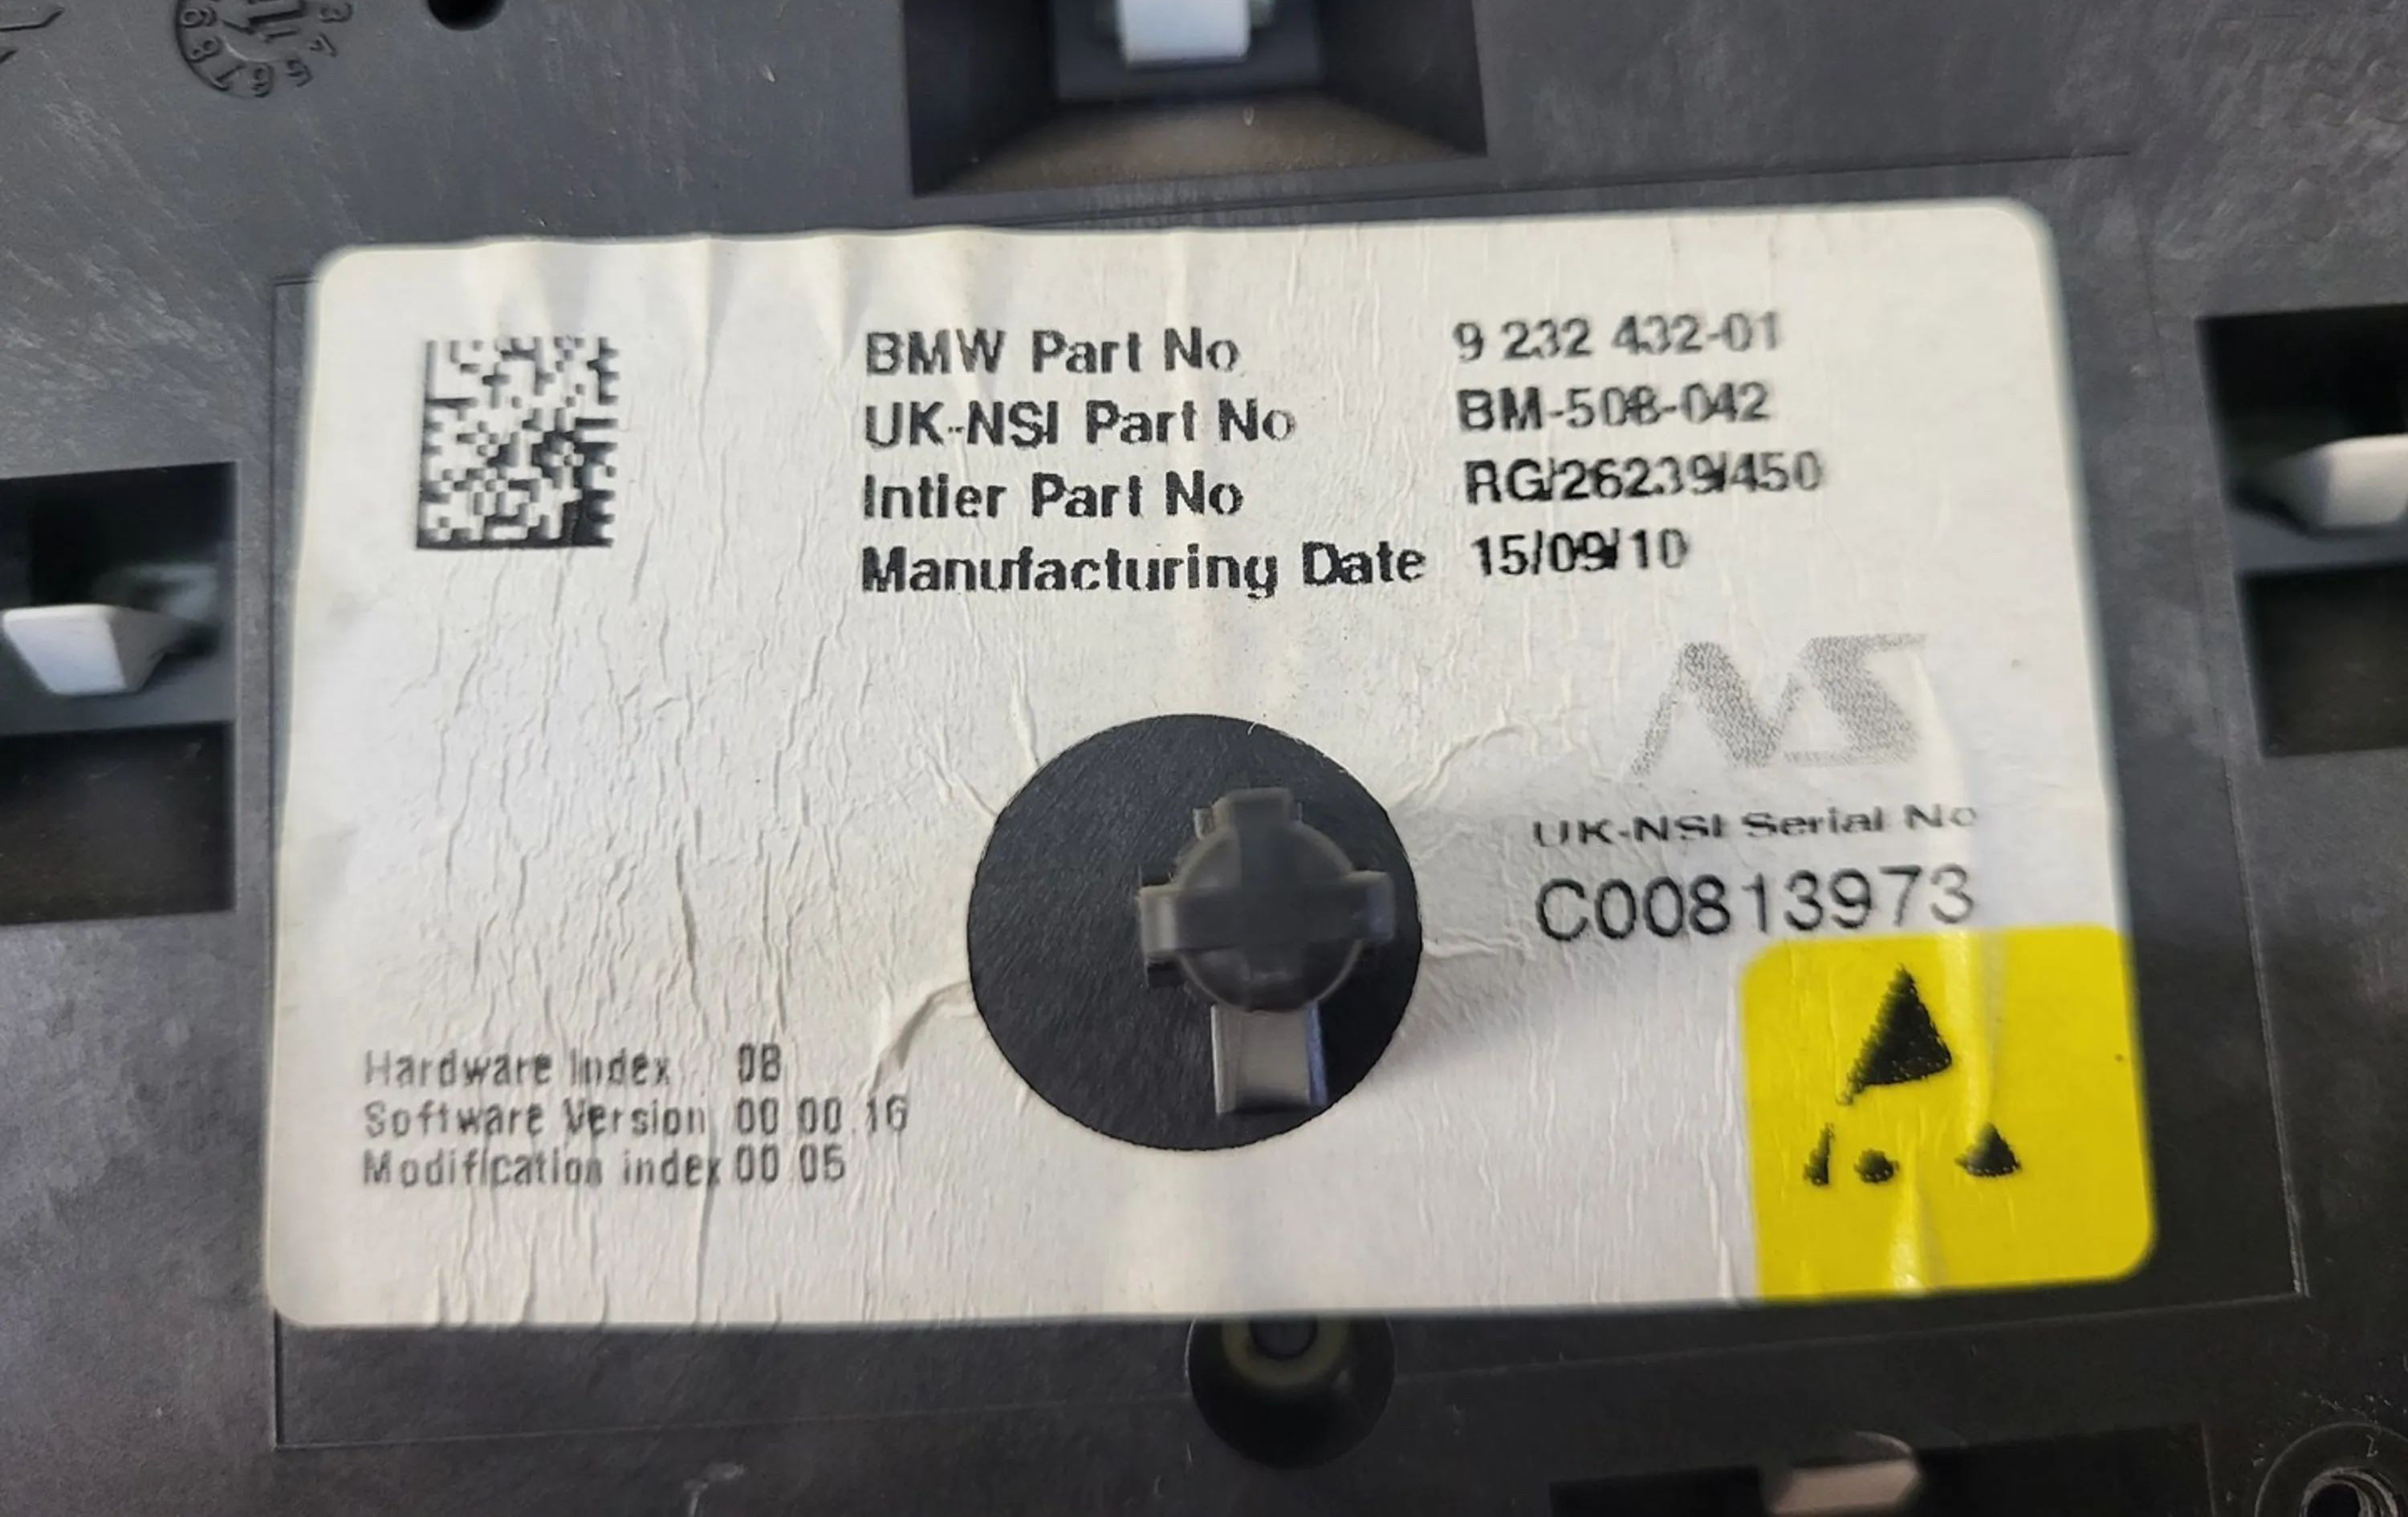 BMW Part No 9 232 432-01
UK-NSI Part No BM-508-042
Intier Part No RG/26239/450
Manufacturing Date 15/09/10
NS
UK-NSI Serial No
C00813973
Hardware Index 0B
Software Version 00 00 16
Modification index 00 05